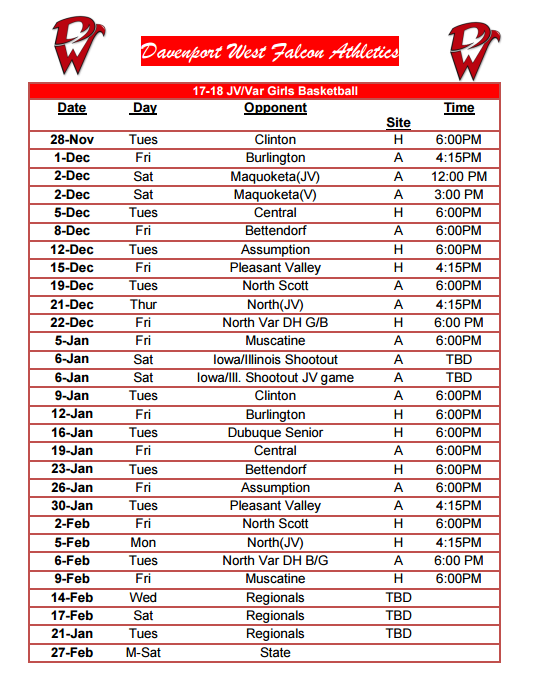 Davenport West Falcon Athletics
17-18 JV/Var Girls Basketball
Date Day Opponent Site Time
28-Nov Tues Clinton H 6:00PM
1-Dec Fri Burlington A 4:15PM
2-Dec Sat Maquoketa(JV) A 12:00 PM
2-Dec Sat Maquoketa(V) A 3:00 PM
5-Dec Tues Central H 6:00PM
8-Dec Fri Bettendorf A 6:00PM
12-Dec Tues Assumption H 6:00PM
15-Dec Fri Pleasant Valley H 4:15PM
19-Dec Tues North Scott A 6:00PM
21-Dec Thur North(JV) A 4:15PM
22-Dec Fri North Var DH G/B H 6:00 PM
5-Jan Fri Muscatine A 6:00PM
6-Jan Sat Iowa/Illinois Shootout A TBD
6-Jan Sat Iowa/Ill. Shootout JV game A TBD
9-Jan Tues Clinton A 6:00PM
12-Jan Fri Burlington H 6:00PM
16-Jan Tues Dubuque Senior H 6:00PM
19-Jan Fri Central A 6:00PM
23-Jan Tues Bettendorf H 6:00PM
26-Jan Fri Assumption A 6:00PM
30-Jan Tues Pleasant Valley A 4:15PM
2-Feb Fri North Scott H 6:00PM
5-Feb Mon North(JV) H 4:15PM
6-Feb Tues North Var DH B/G A 6:00 PM
9-Feb Fri Muscatine H 6:00PM
14-Feb Wed Regionals TBD
17-Feb Sat Regionals TBD
21-Jan Tues Regionals TBD
27-Feb M-Sat State